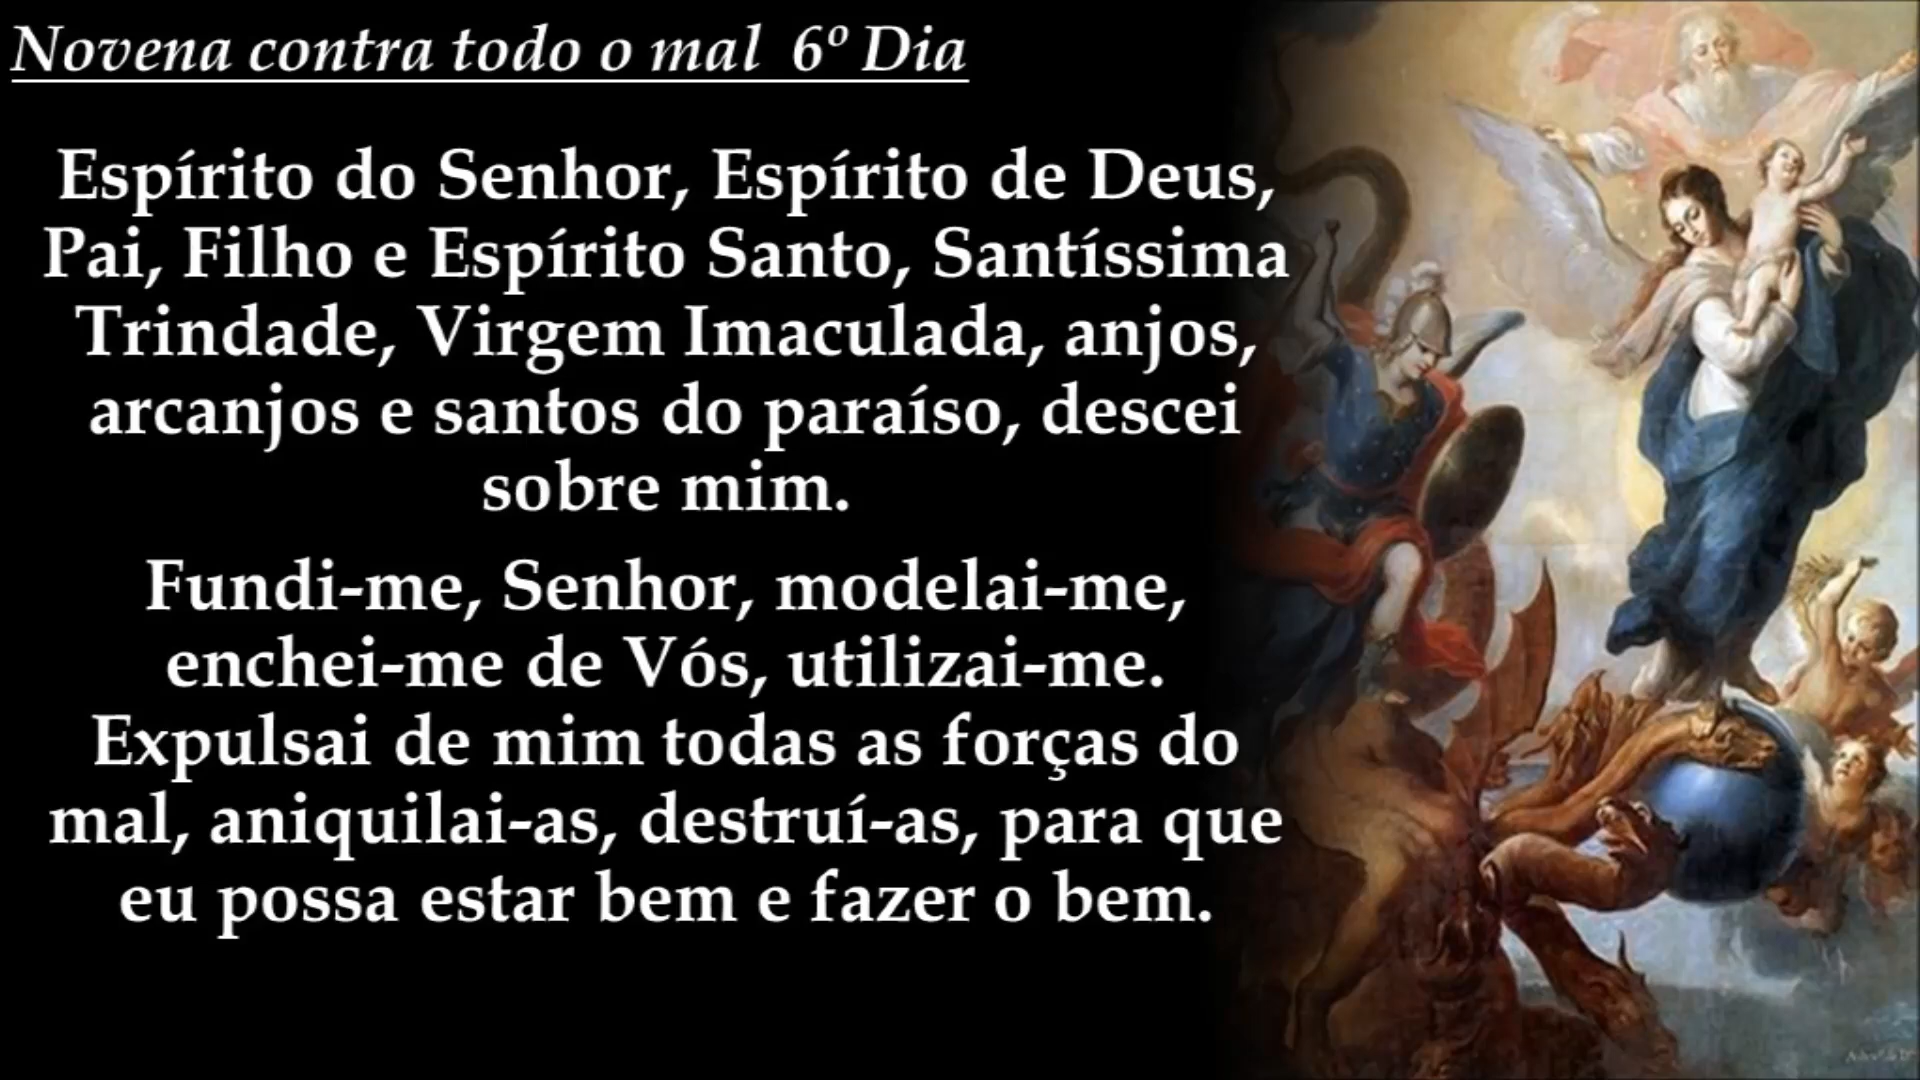 Novena contra todo o mal 6º Dia
Espírito do Senhor, Espírito de Deus,
Pai, Filho e Espírito Santo, Santíssima
Trindade, Virgem Imaculada, anjos,
arcanjos e santos do paraíso, descei
sobre mim.
Fundi-me, Senhor, modelai-me,
enchei-me de Vós, utilizai-me.
Expulsai de mim todas as forças do
mal, aniquilai-as, destruí-as, para que
eu possa estar bem e fazer o bem.